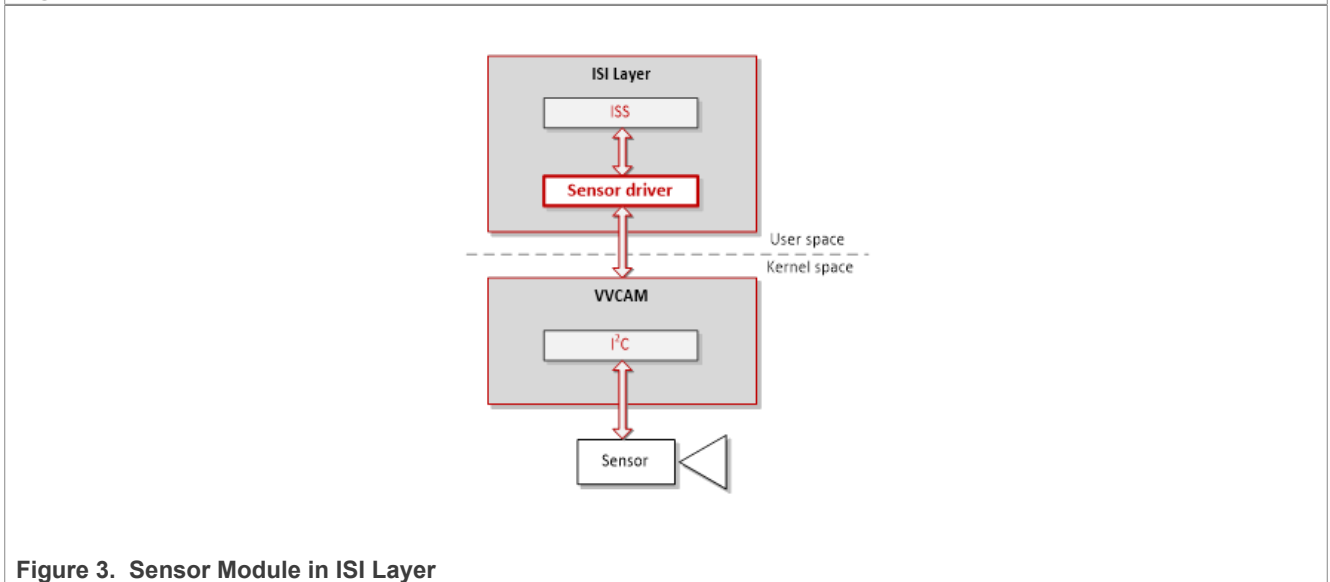 ISI Layer
ISS
Sensor driver
User space
Kernel space
VVCAM
I²C
Sensor
Figure 3. Sensor Module in ISI Layer